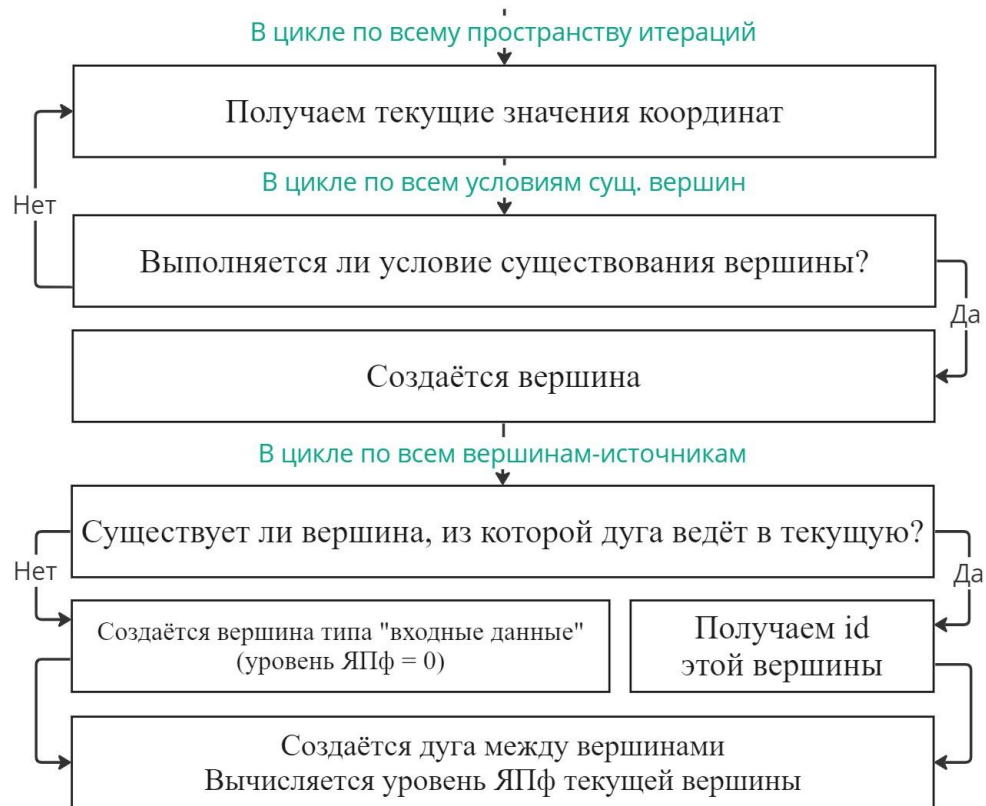 В цикле по всему пространству итераций
Получаем текущие значения координат
В цикле по всем условиям сущ. вершин
Нет
Выполняется ли условие существования вершины?
Да
Создаётся вершина
В цикле по всем вершинам-источникам
Существует ли вершина, из которой дуга ведёт в текущую?
Нет
Да
Создаётся вершина типа "входные данные"
(уровень ЯПф = 0)
Получаем id
этой вершины
Создаётся дуга между вершинами
Вычисляется уровень ЯПф текущей вершины